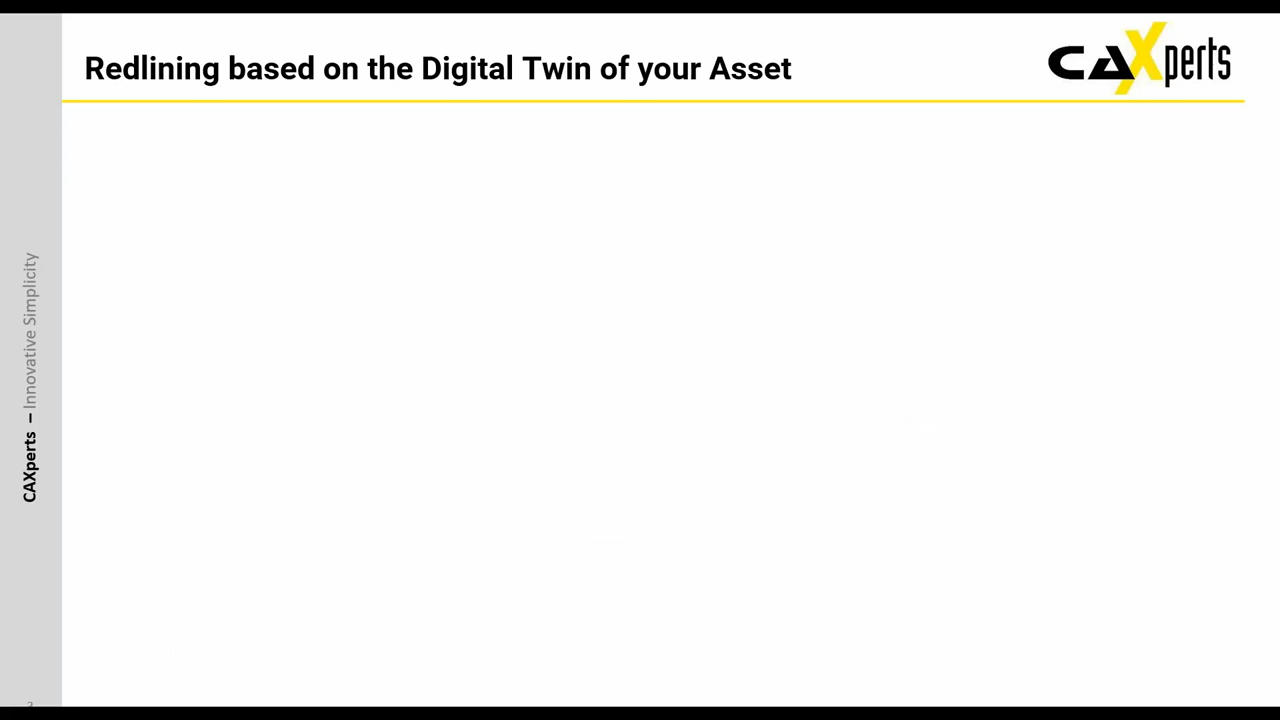 Redlining based on the Digital Twin of your Asset
CAXperts
CAXperts – Innovative Simplicity